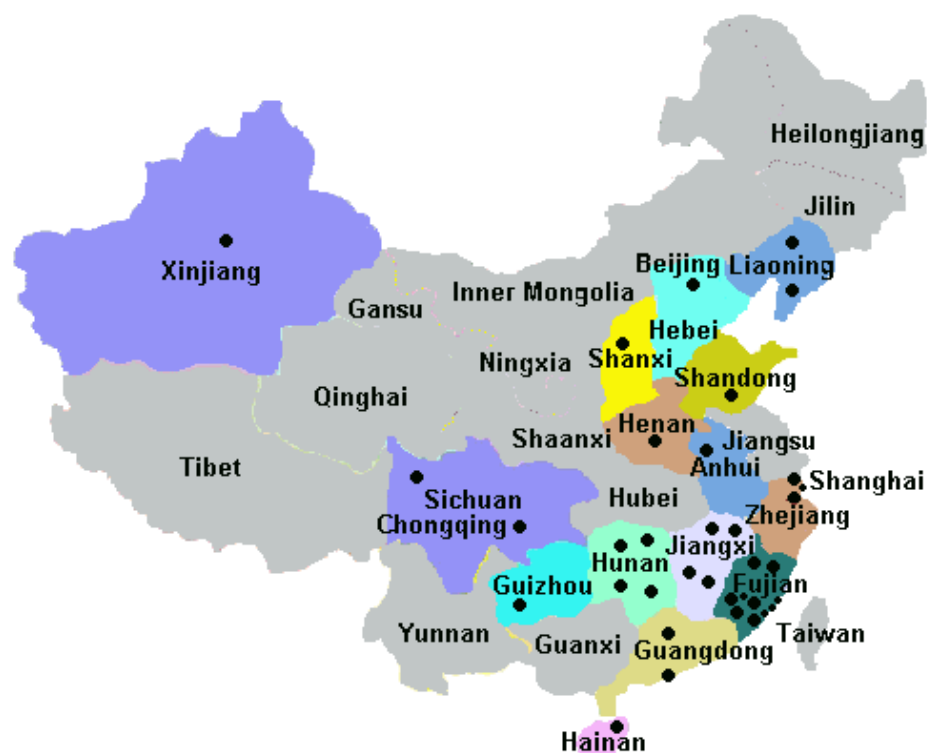 Heilongjiang
Jilin
Beijing
Liaoning
Xinjiang
Inner Mongolia
Gansu
Hebei
Ningxia
Shanxi
Shandong
Qinghai
Henan
Shaanxi
Jiangsu
Tibet
Anhui
Shanghai
Sichuan
Hubei
Chongqing
Zhejiang
Jiangxi
Hunan
Guizhou
Fujian
Yunnan
Taiwan
Guanxi
Guangdong
Hainan